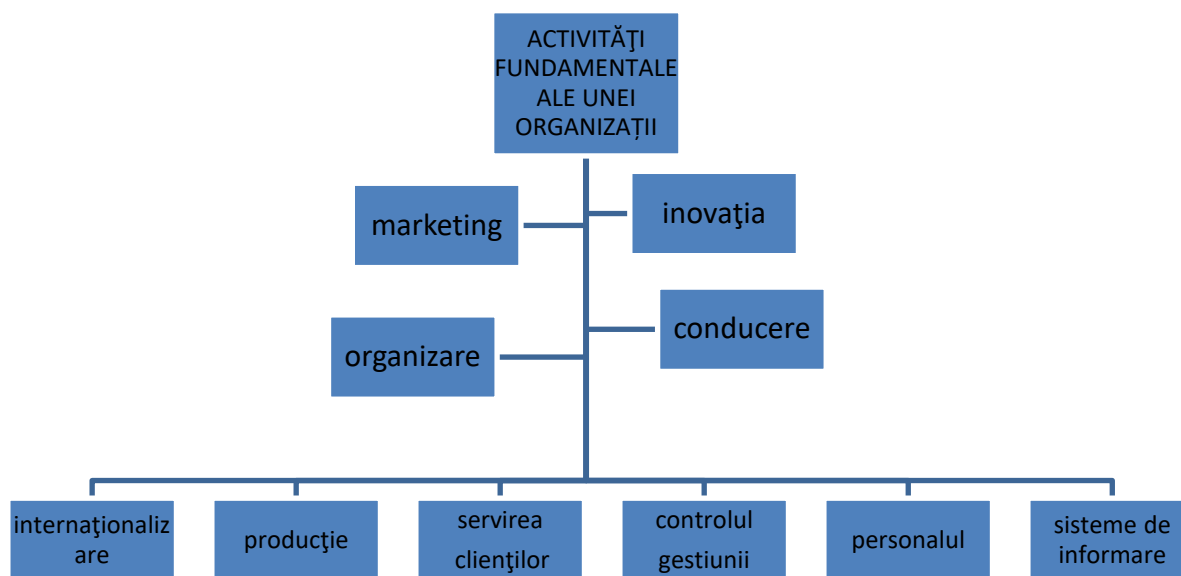 ACTIVITĂŢI
FUNDAMENTALE
ALE UNEI
ORGANIZAȚII
marketing
inovaţia
organizare
conducere
internaţionaliz
are
producţie
servirea
clienţilor
controlul
gestiunii
personalul
sisteme de
informare